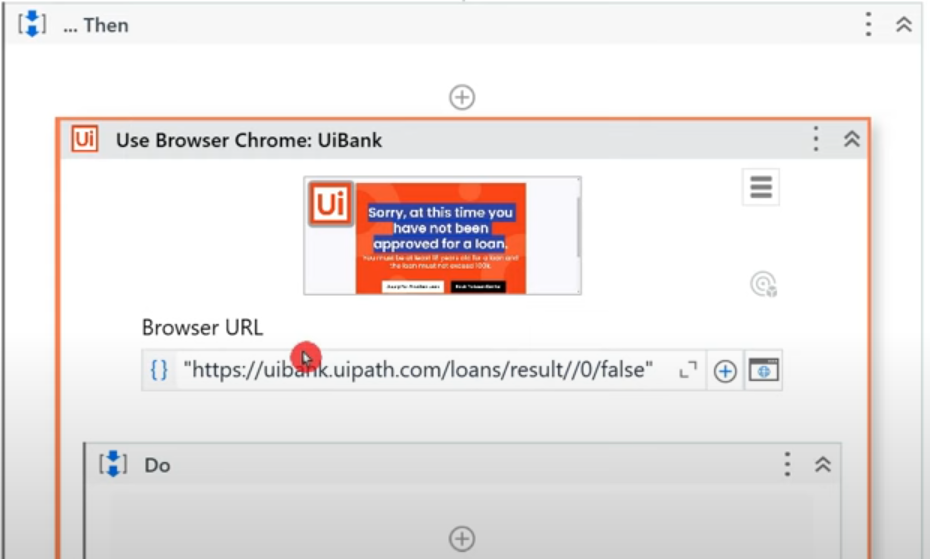 ... Then
Ui Use Browser Chrome: UiBank
Ui
Sorry, at this time you
have not been
approved for a loan.
You must be at least 18 years old for a loan and
the loan must not exceed 100k.
Browser URL
{} "https://uibank.uipath.com/loans/result//0/false"
Do